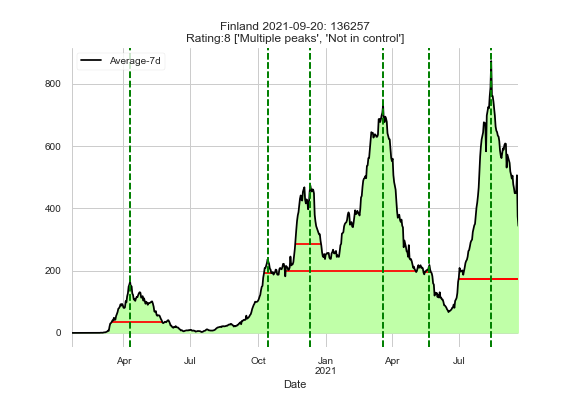 Finland 2021-09-20: 136257
Rating:8 ['Multiple peaks', 'Not in control']
Average-7d
800
600
400
200
0
Apr Jul Oct Jan Apr Jul
2021
Date